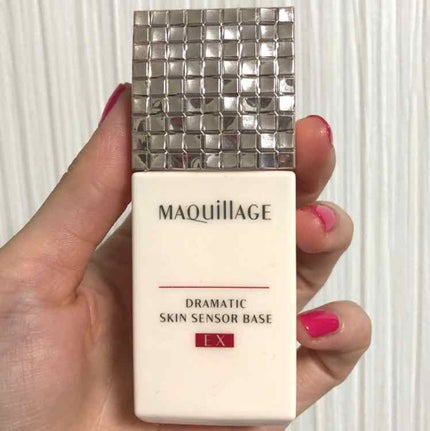 MAQuillAGE
DRAMATIC
SKIN SENSOR BASE
EX